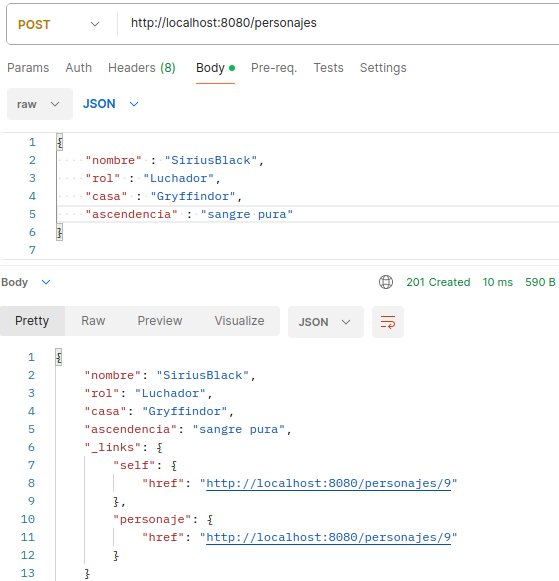 POST http://localhost:8080/personajes
Params Auth Headers (8) Body Pre-req. Tests Settings
raw JSON
1 {
2 "nombre" : "SiriusBlack",
3 "rol" : "Luchador",
4 "casa" : "Gryffindor",
5 "ascendencia" : "sangre pura"
6 }
7
Body 201 Created 10 ms 590 B
Pretty Raw Preview Visualize JSON
1 {
2 "nombre": "SiriusBlack",
3 "rol": "Luchador",
4 "casa": "Gryffindor",
5 "ascendencia": "sangre pura",
6 "_links": {
7 "self": {
8 "href": "http://localhost:8080/personajes/9"
9 },
10 "personaje": {
11 "href": "http://localhost:8080/personajes/9"
12 }
13 }